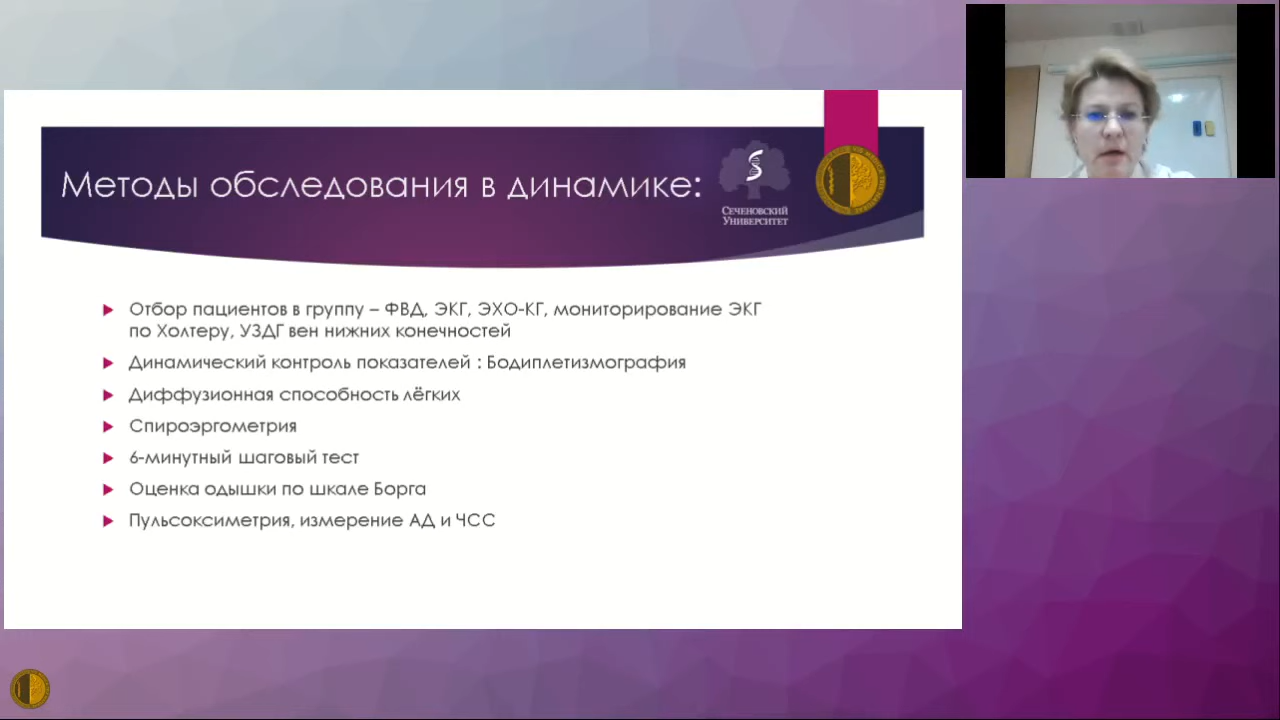 Методы обследования в динамике:
Сеченовский
Университет
Отбор пациентов в группу – ФВД, ЭКГ, ЭХО-КГ, мониторирование ЭКГ
по Холтеру, УЗДГ вен нижних конечностей
Динамический контроль показателей : Бодиплетизмография
Диффузионная способность лёгких
Спироэргометрия
6-минутный шаговый тест
Оценка одышки по шкале Борга
Пульсоксиметрия, измерение АД и ЧСС